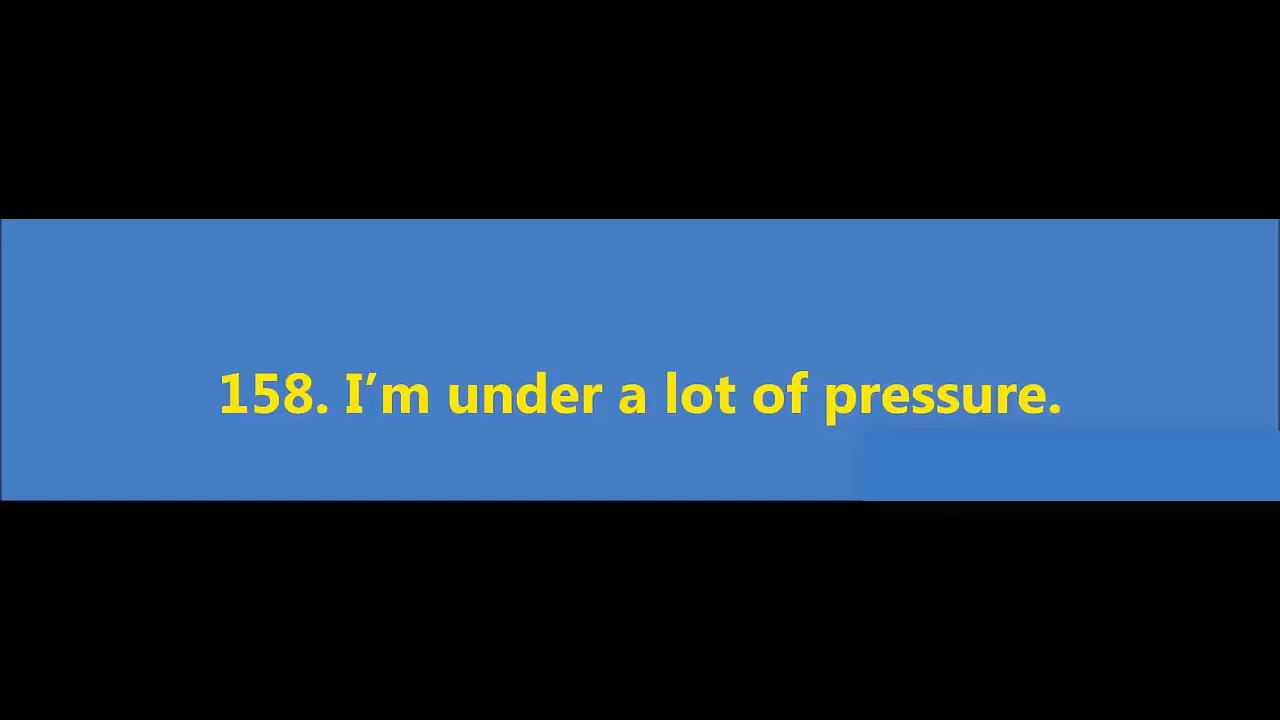 158. I’m under a lot of pressure.